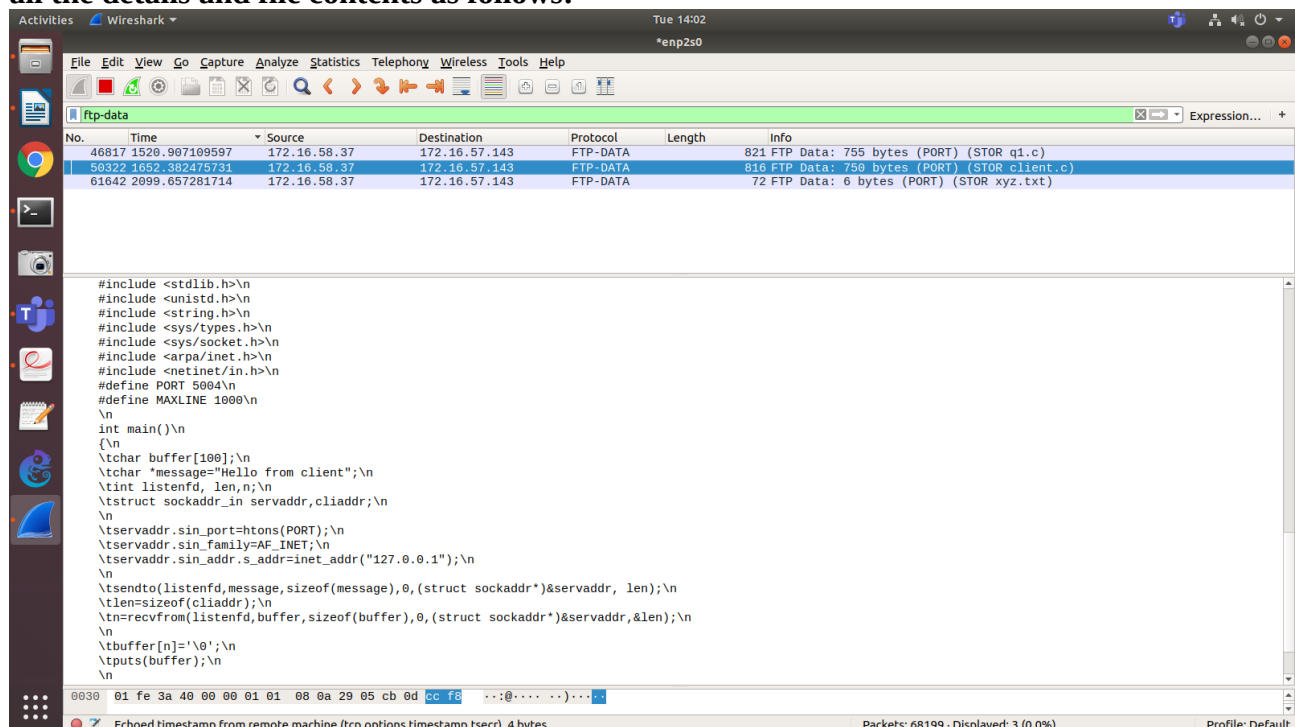 all the details and file contents as follows:
Activities Wireshark Tue 14:02
*enp2s0
File Edit View Go Capture Analyze Statistics Telephony Wireless Tools Help
ftp-data Expression... +
No. Time Source Destination Protocol Length Info
46817 1520.907109597 172.16.58.37 172.16.57.143 FTP-DATA 821 FTP Data: 755 bytes (PORT) (STOR q1.c)
50322 1652.382475731 172.16.58.37 172.16.57.143 FTP-DATA 816 FTP Data: 750 bytes (PORT) (STOR client.c)
61642 2099.657281714 172.16.58.37 172.16.57.143 FTP-DATA 72 FTP Data: 6 bytes (PORT) (STOR xyz.txt)
#include <stdlib.h>\n
#include <unistd.h>\n
#include <string.h>\n
#include <sys/types.h>\n
#include <sys/socket.h>\n
#include <arpa/inet.h>\n
#include <netinet/in.h>\n
#define PORT 5004\n
#define MAXLINE 1000\n
\n
int main()\n
{\n
\tchar buffer[100];\n
\tchar *message="Hello from client";\n
\tint listenfd, len,n;\n
\tstruct sockaddr_in servaddr,cliaddr;\n
\n
\tservaddr.sin_port=htons(PORT);\n
\tservaddr.sin_family=AF_INET;\n
\tservaddr.sin_addr.s_addr=inet_addr("127.0.0.1");\n
\n
\tsendto(listenfd,message,sizeof(message),0,(struct sockaddr*)&servaddr, len);\n
\tlen=sizeof(cliaddr);\n
\tn=recvfrom(listenfd,buffer,sizeof(buffer),0,(struct sockaddr*)&servaddr,&len);\n
\n
\tbuffer[n]='\0';\n
\tputs(buffer);\n
\n
0030 01 fe 3a 40 00 00 01 01 08 0a 29 05 cb 0d cc f8 ··:@···· ··)·····
Echoed timestamp from remote machine (tcp.options.timestamp.tsecr), 4 bytes Packets: 68199 · Displayed: 3 (0.0%) Profile: Default